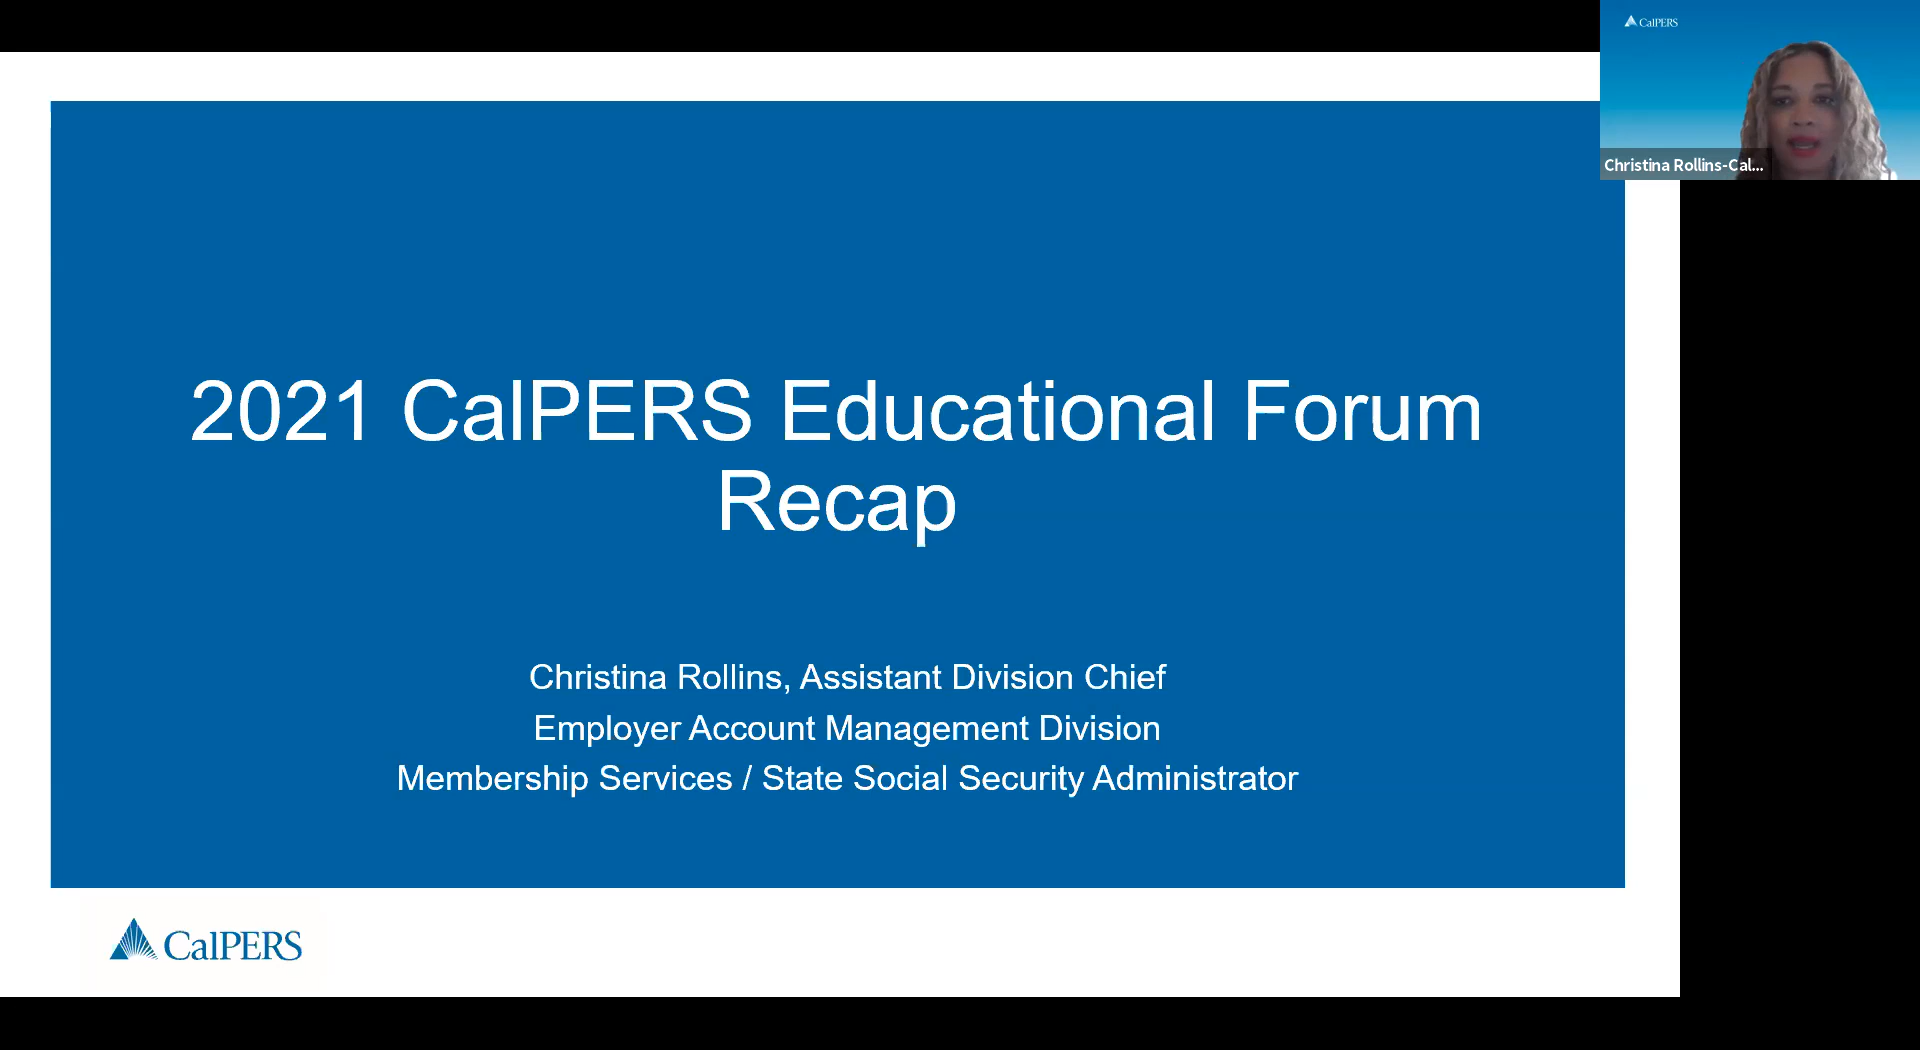 CalPERS
Christina Rollins-Cal...
2021 CalPERS Educational Forum
Recap
Christina Rollins, Assistant Division Chief
Employer Account Management Division
Membership Services / State Social Security Administrator
CalPERS